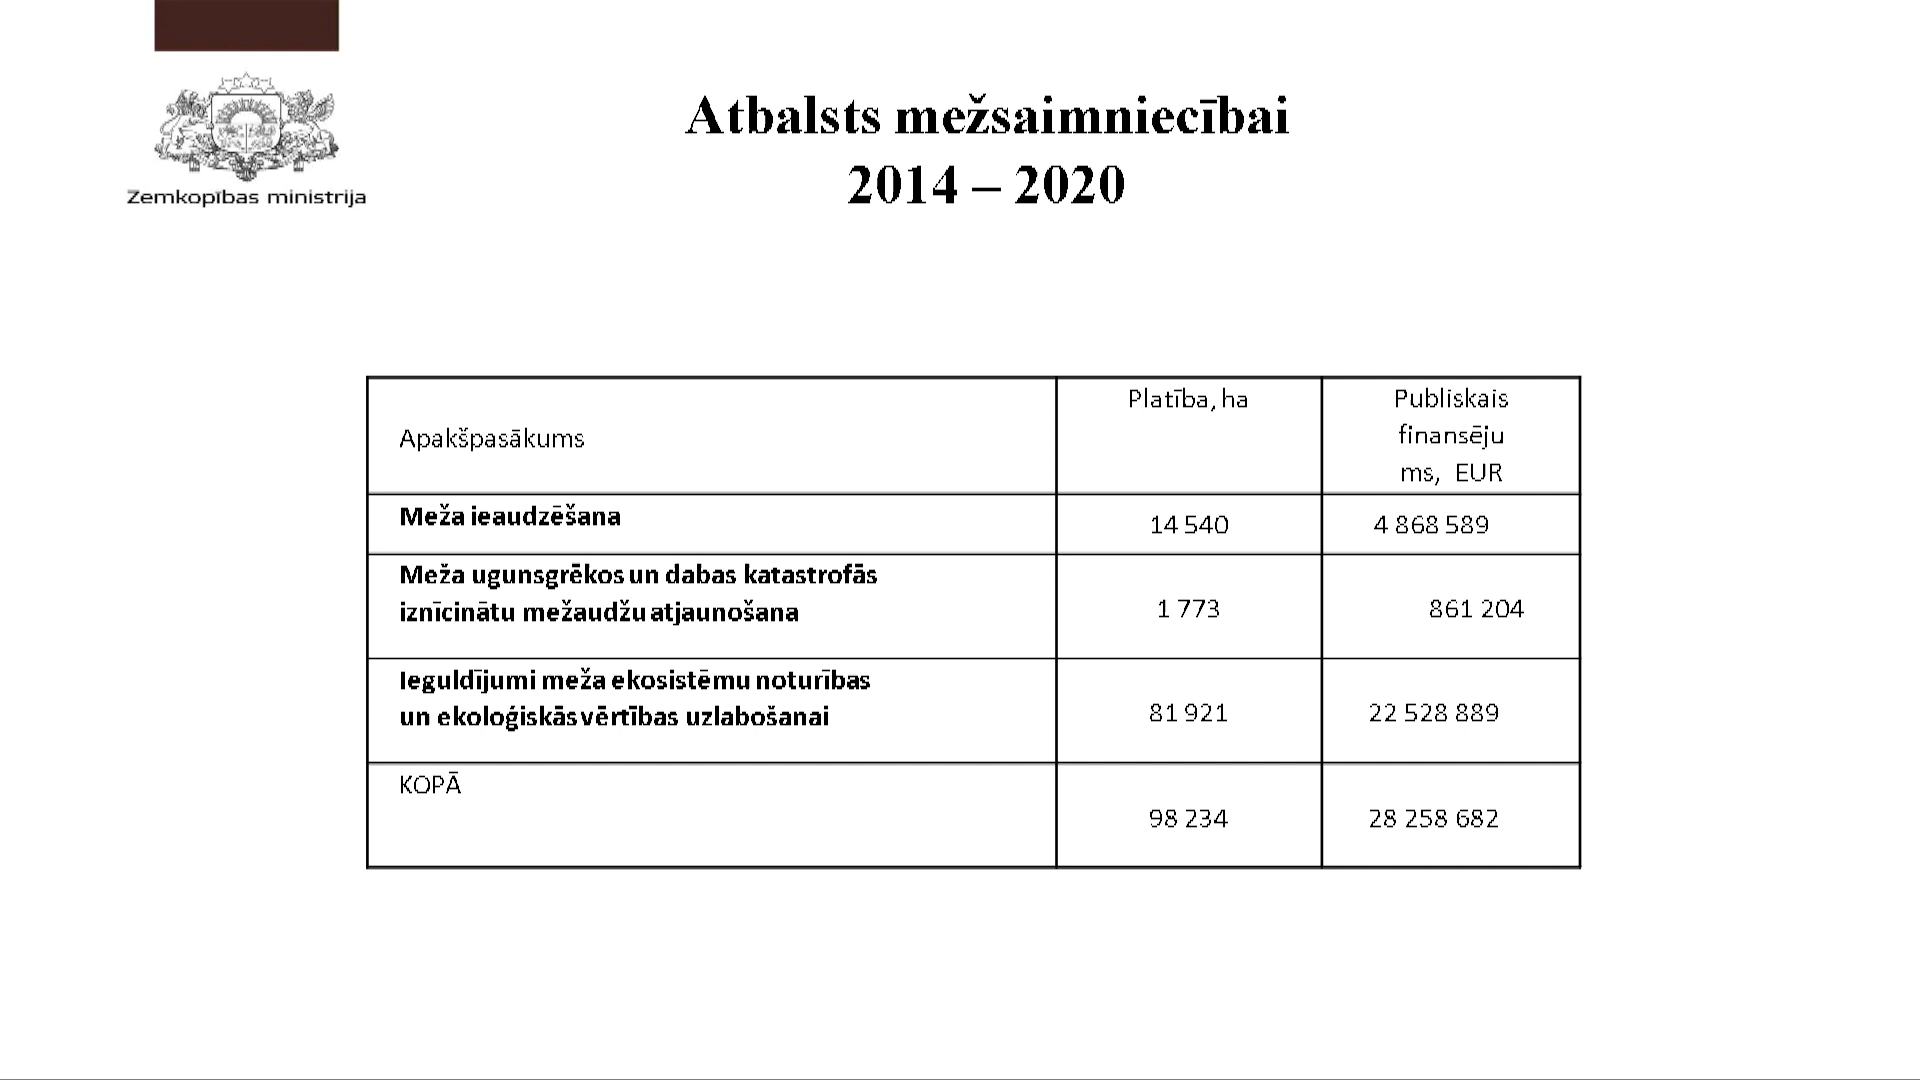 Zemkopības ministrija
Atbalsts mežsaimniecībai
2014 – 2020
Apakšpasākums
Platība, ha
Publiskais
finansēju
ms, EUR
Meža ieaudzēšana
14 540
4 868 589
Meža ugunsgrēkos un dabas katastrofās
iznīcinātu mežaudžu atjaunošana
1 773
861 204
Ieguldījumi meža ekosistēmu noturības
un ekoloģiskās vērtības uzlabošanai
81 921
22 528 889
KOPĀ
98 234
28 258 682